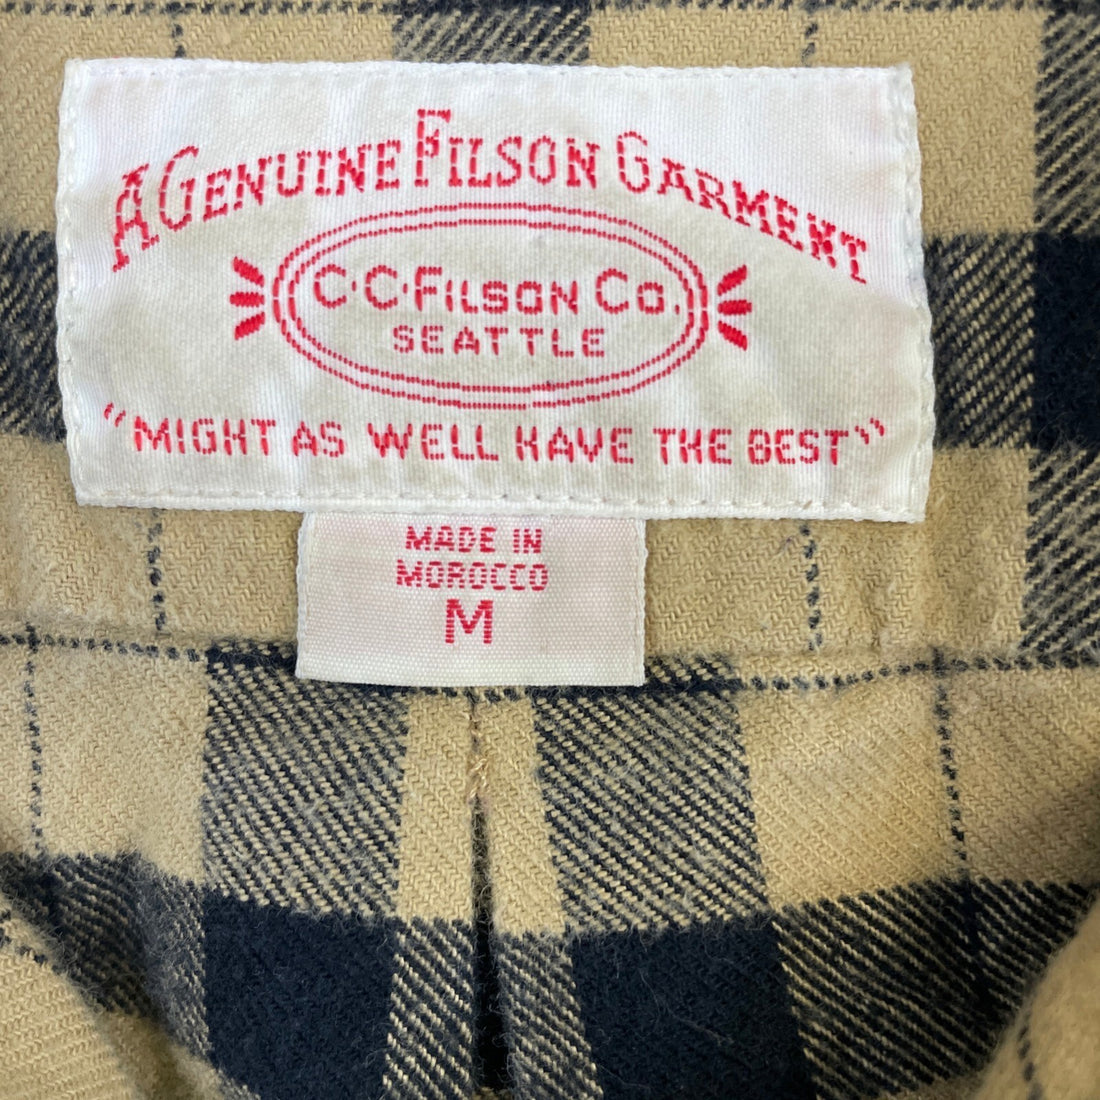 A GENUINE FILSON GARMENT
C·C·FILSON CO.
SEATTLE
"MIGHT AS WELL HAVE THE BEST"
MADE IN
MOROCCO
M